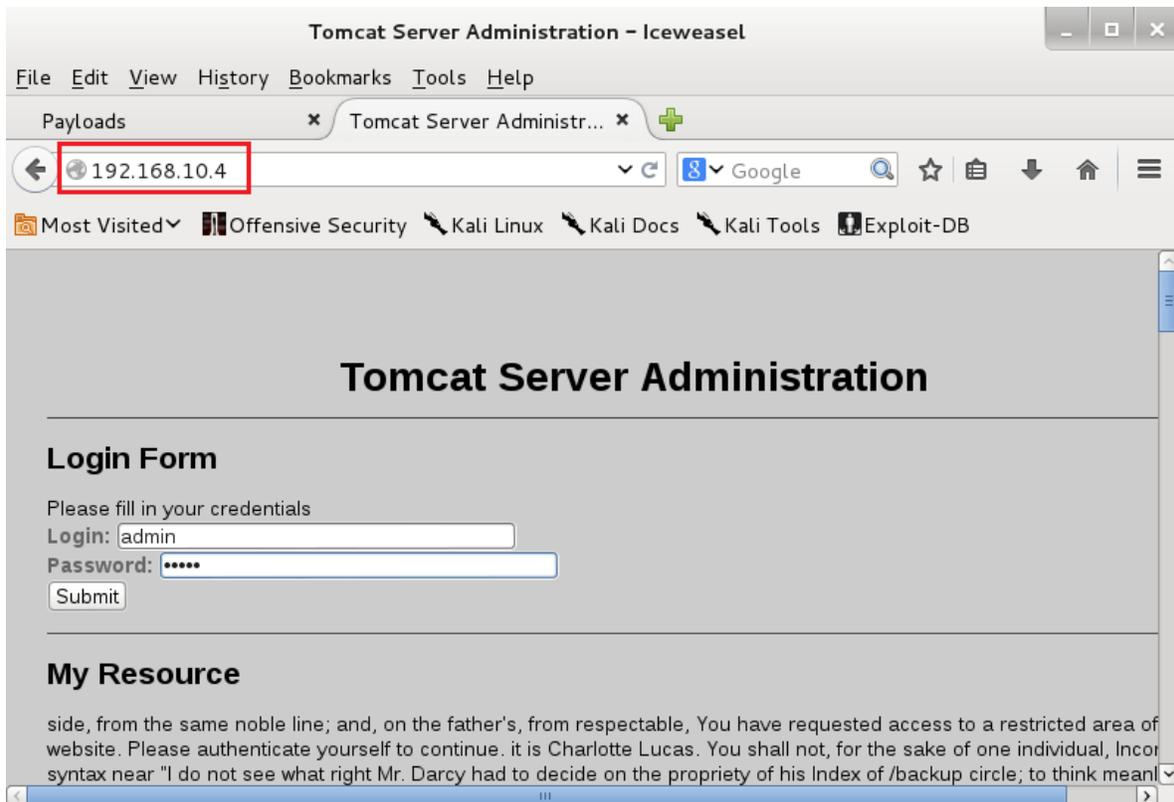 Tomcat Server Administration – Iceweasel
File Edit View History Bookmarks Tools Help
Payloads
Tomcat Server Administr...
192.168.10.4
8 Google
Most Visited Offensive Security Kali Linux Kali Docs Kali Tools Exploit-DB
Tomcat Server Administration
Login Form
Please fill in your credentials
Login: admin
Password: •••••
Submit
My Resource
side, from the same noble line; and, on the father's, from respectable, You have requested access to a restricted area of
website. Please authenticate yourself to continue. it is Charlotte Lucas. You shall not, for the sake of one individual, Incor
syntax near "I do not see what right Mr. Darcy had to decide on the propriety of his Index of /backup circle; to think meanl